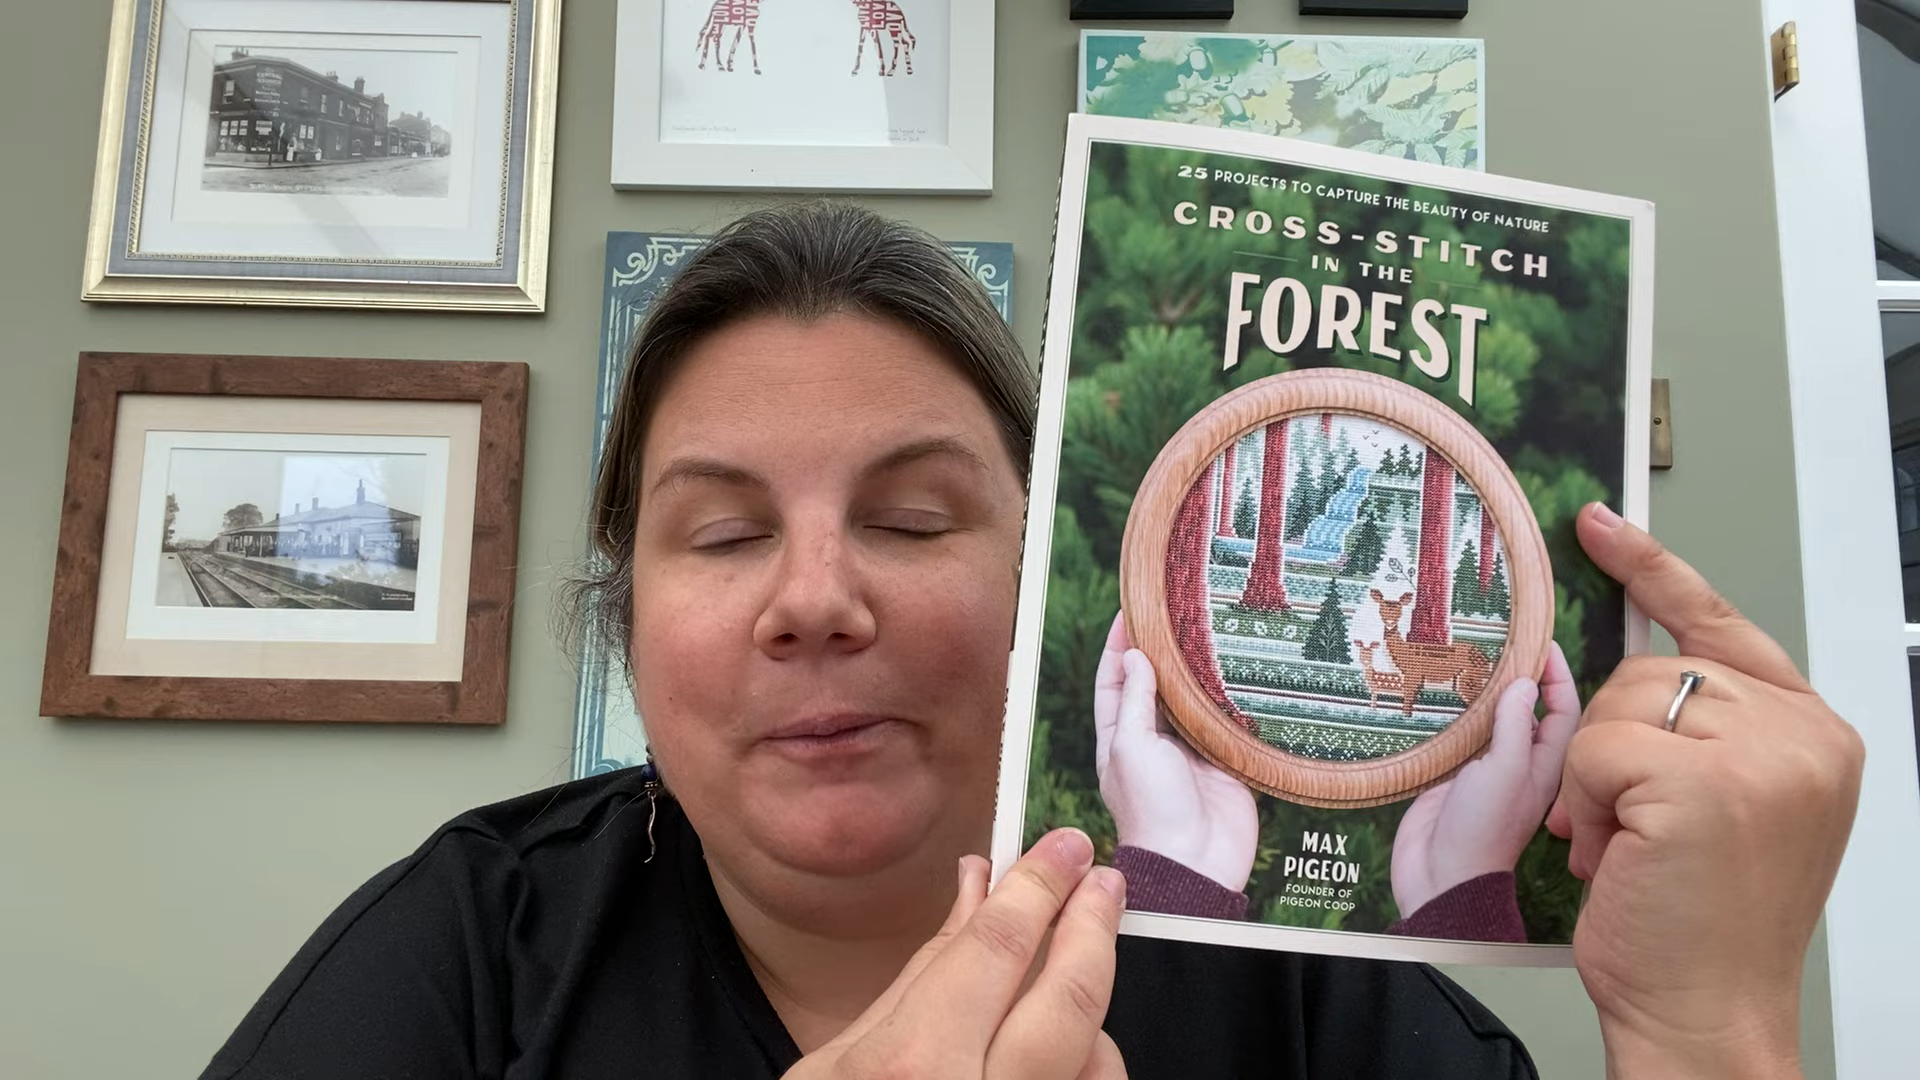 25 PROJECTS TO CAPTURE THE BEAUTY OF NATURE
CROSS-STITCH
IN THE
FOREST
MAX
PIGEON
FOUNDER OF
PIGEON COOP